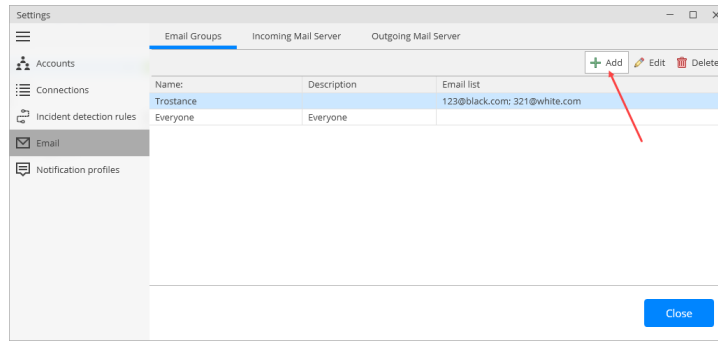 Settings
Email Groups Incoming Mail Server Outgoing Mail Server
Add Edit Delete
Accounts
Connections
Incident detection rules
Email
Notification profiles
Name: Description Email list
Trostance 123@black.com; 321@white.com
Everyone Everyone
Close